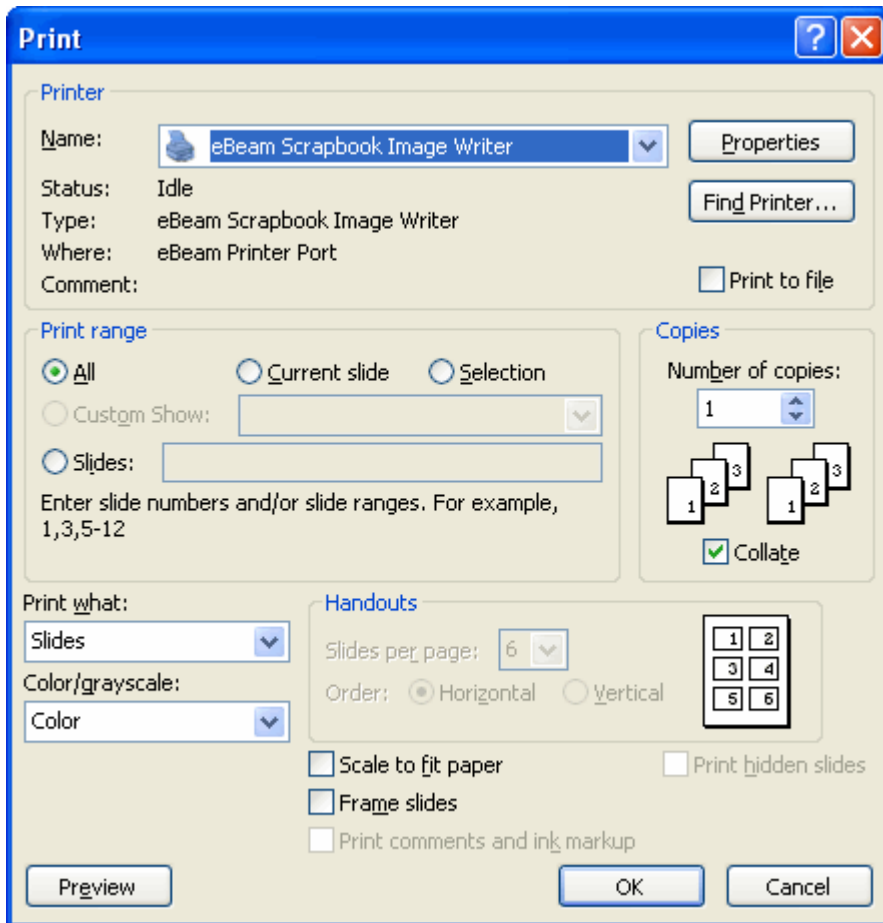 Print
Printer
Name: eBeam Scrapbook Image Writer Properties
Status: Idle
Find Printer...
Type: eBeam Scrapbook Image Writer
Where: eBeam Printer Port
Comment: Print to file
Print range
All Current slide Selection
Custom Show:
Slides:
Enter slide numbers and/or slide ranges. For example,
1,3,5-12
Copies
Number of copies:
1
1 2 3 1 2 3
Collate
Print what:
Slides
Color/grayscale:
Color
Handouts
Slides per page: 6
Order: Horizontal Vertical
1 2
3 4
5 6
Scale to fit paper Print hidden slides
Frame slides
Print comments and ink markup
Preview OK Cancel